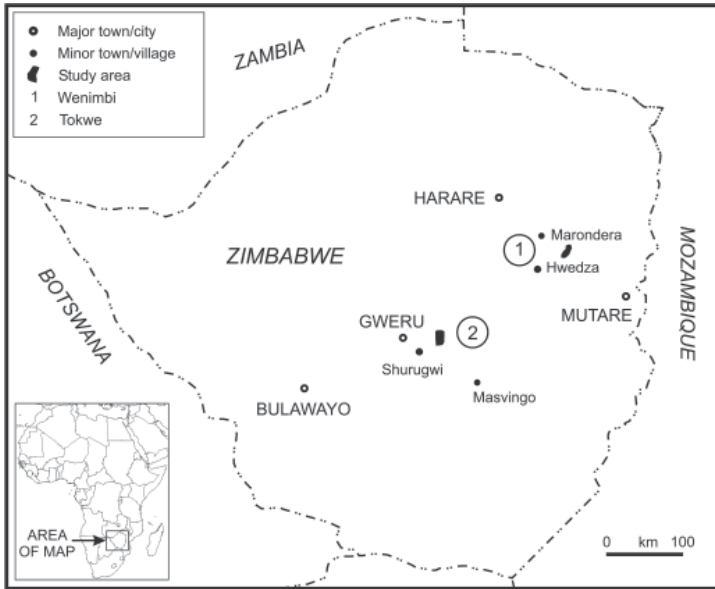 Major town/city
Minor town/village
Study area
1 Wenimbi
2 Tokwe
ZAMBIA
HARARE
Marondera
1
ZIMBABWE
Hwedza
MOZAMBIQUE
BOTSWANA
MUTARE
GWERU
2
Shurugwi
Masvingo
BULAWAYO
AREA
OF MAP
0 km 100